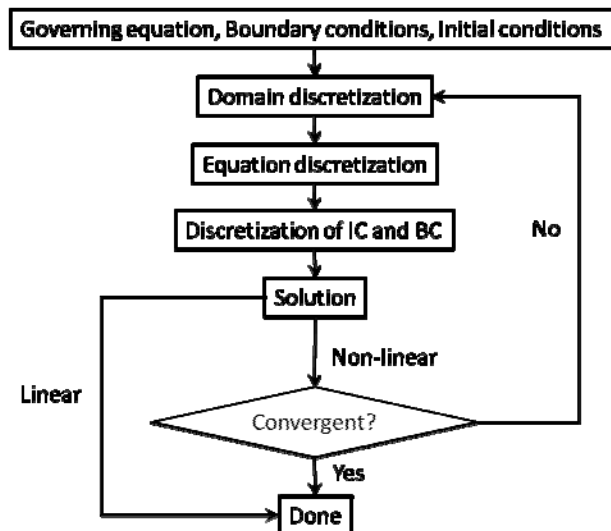 Governing equation, Boundary conditions, Initial conditions
Domain discretization
Equation discretization
Discretization of IC and BC
No
Solution
Non-linear
Linear
Convergent?
Yes
Done